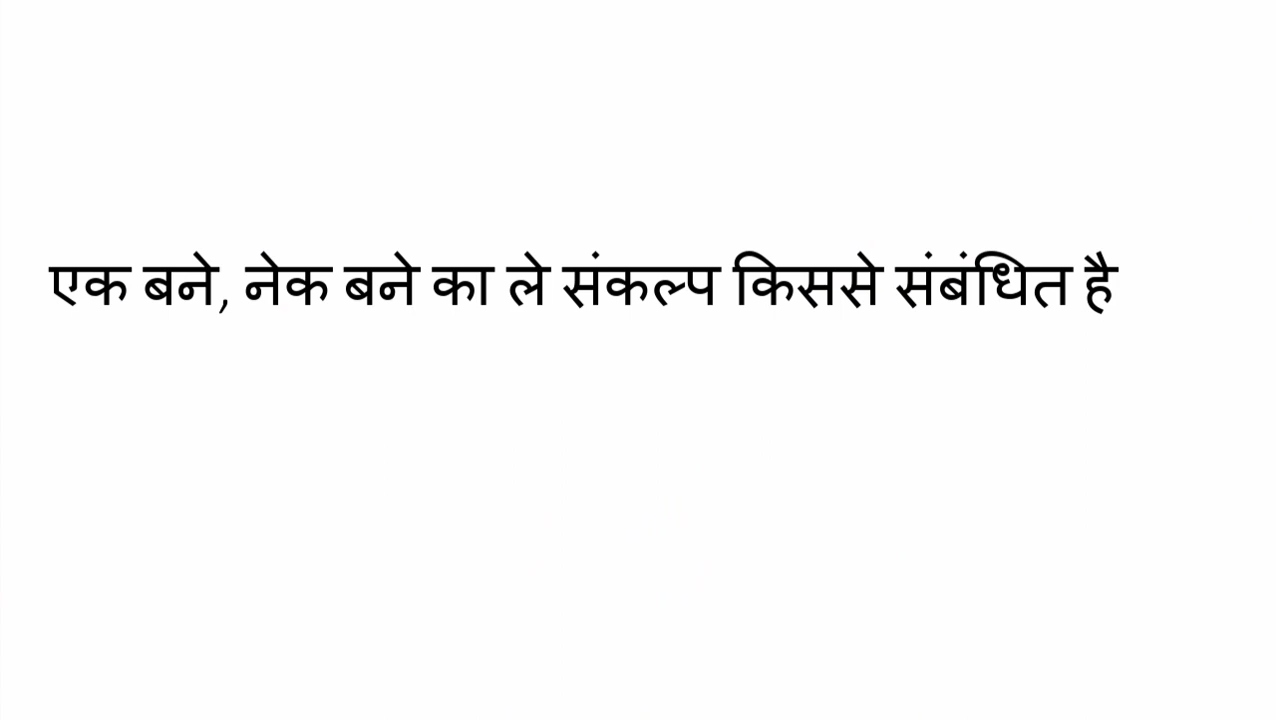 एक बने, नेक बने का ले संकल्प किससे संबंधित है